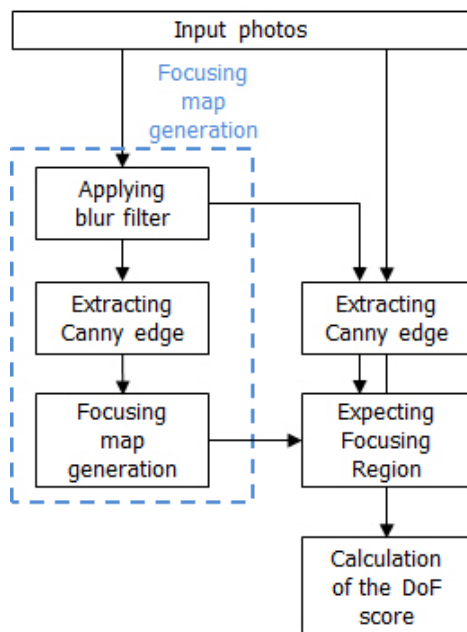 Input photos
Focusing
map
generation
Applying
blur filter
Extracting
Canny edge
Extracting
Canny edge
Focusing
map
generation
Expecting
Focusing
Region
Calculation
of the DoF
score